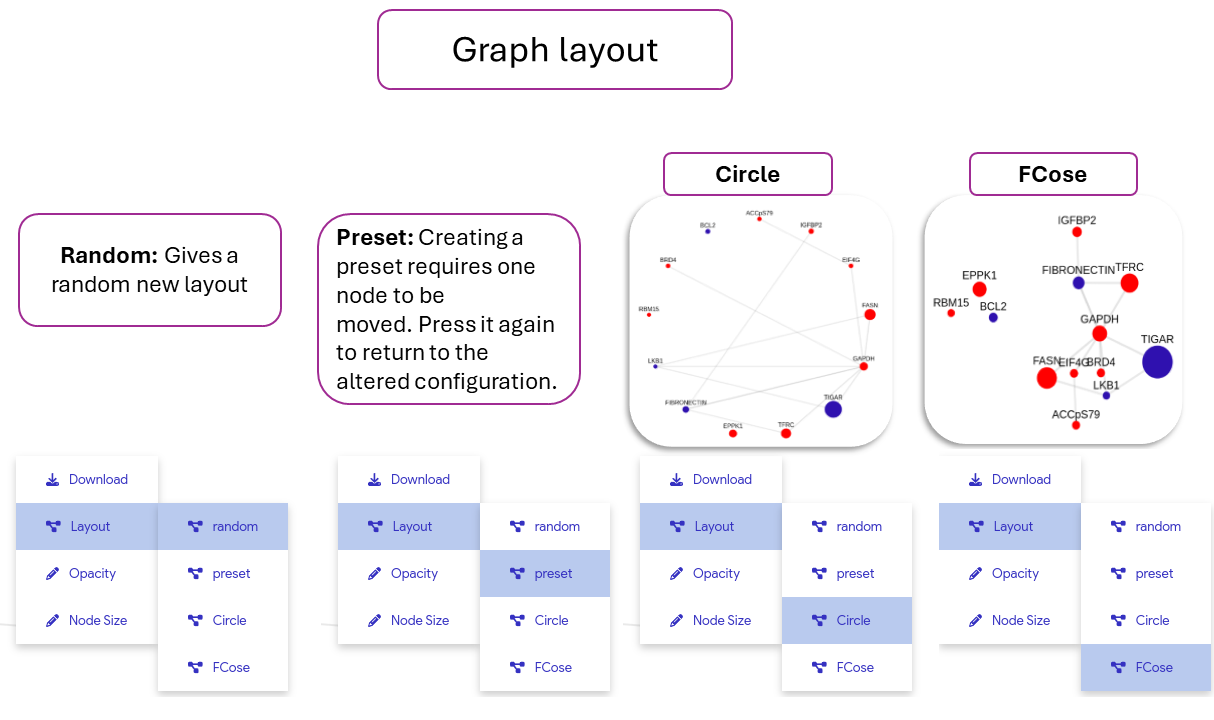 Graph layout
Random: Gives a
random new layout
Preset: Creating a
preset requires one
node to be
moved. Press it again
to return to the
altered configuration.
Circle
ACCpS79
BCL2
IGFBP2
BRD4
EIF4G
RBM15
FASN
LKB1
GAPDH
FIBRONECTIN
TIGAR
EPPK1
TFRC
FCose
IGFBP2
FIBRONECTIN
TFRC
EPPK1
RBM15
BCL2
GAPDH
TIGAR
FASN
EIF4G
BRD4
LKB1
ACCpS79
Download
Layout
random
Opacity
preset
Node Size
Circle
FCose
Download
Layout
random
Opacity
preset
Node Size
Circle
FCose
Download
Layout
random
Opacity
preset
Node Size
Circle
FCose
Download
Layout
random
Opacity
preset
Node Size
Circle
FCose